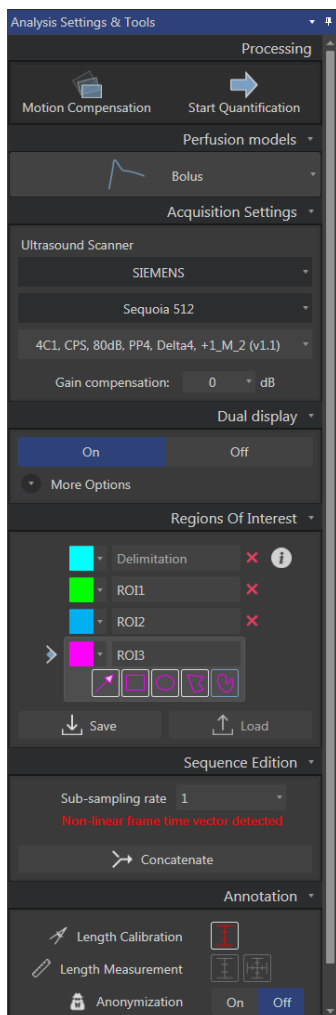 Analysis Settings & Tools
Processing
Motion Compensation
Start Quantification
Perfusion models
Bolus
Acquisition Settings
Ultrasound Scanner
SIEMENS
Sequoia 512
4C1, CPS, 80dB, PP4, Delta4, +1_M_2 (v1.1)
Gain compensation: 0 dB
Dual display
On Off
More Options
Regions Of Interest
Delimitation
ROI1
ROI2
ROI3
Save Load
Sequence Edition
Sub-sampling rate 1
Non-linear frame time vector detected
Concatenate
Annotation
Length Calibration
Length Measurement
Anonymization On Off